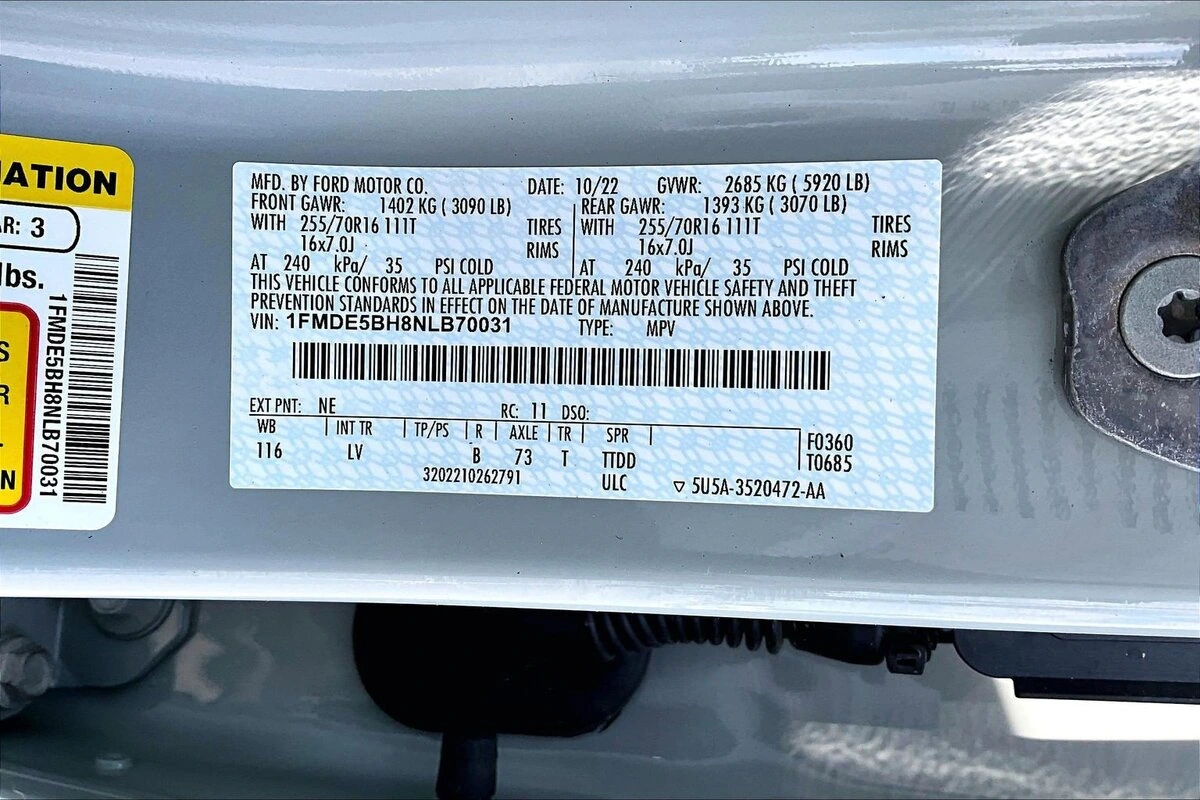 MATION
AR: 3
lbs.
S
R
N
1FMDE5BH8NLB70031
MFD. BY FORD MOTOR CO. DATE: 10/22 GVWR: 2685 KG ( 5920 LB)
FRONT GAWR: 1402 KG ( 3090 LB) REAR GAWR: 1393 KG ( 3070 LB)
WITH 255/70R16 111T TIRES WITH 255/70R16 111T TIRES
16x7.0J RIMS 16x7.0J RIMS
AT 240 kPa/ 35 PSI COLD AT 240 kPa/ 35 PSI COLD
THIS VEHICLE CONFORMS TO ALL APPLICABLE FEDERAL MOTOR VEHICLE SAFETY AND THEFT
PREVENTION STANDARDS IN EFFECT ON THE DATE OF MANUFACTURE SHOWN ABOVE.
VIN: 1FMDE5BH8NLB70031 TYPE: MPV
EXT PNT: NE RC: 11 DSO:
WB INT TR TP/PS R AXLE TR SPR F0360
116 LV B 73 T TTDD T0685
3202210262791 ULC ▽ 5U5A-3520472-AA